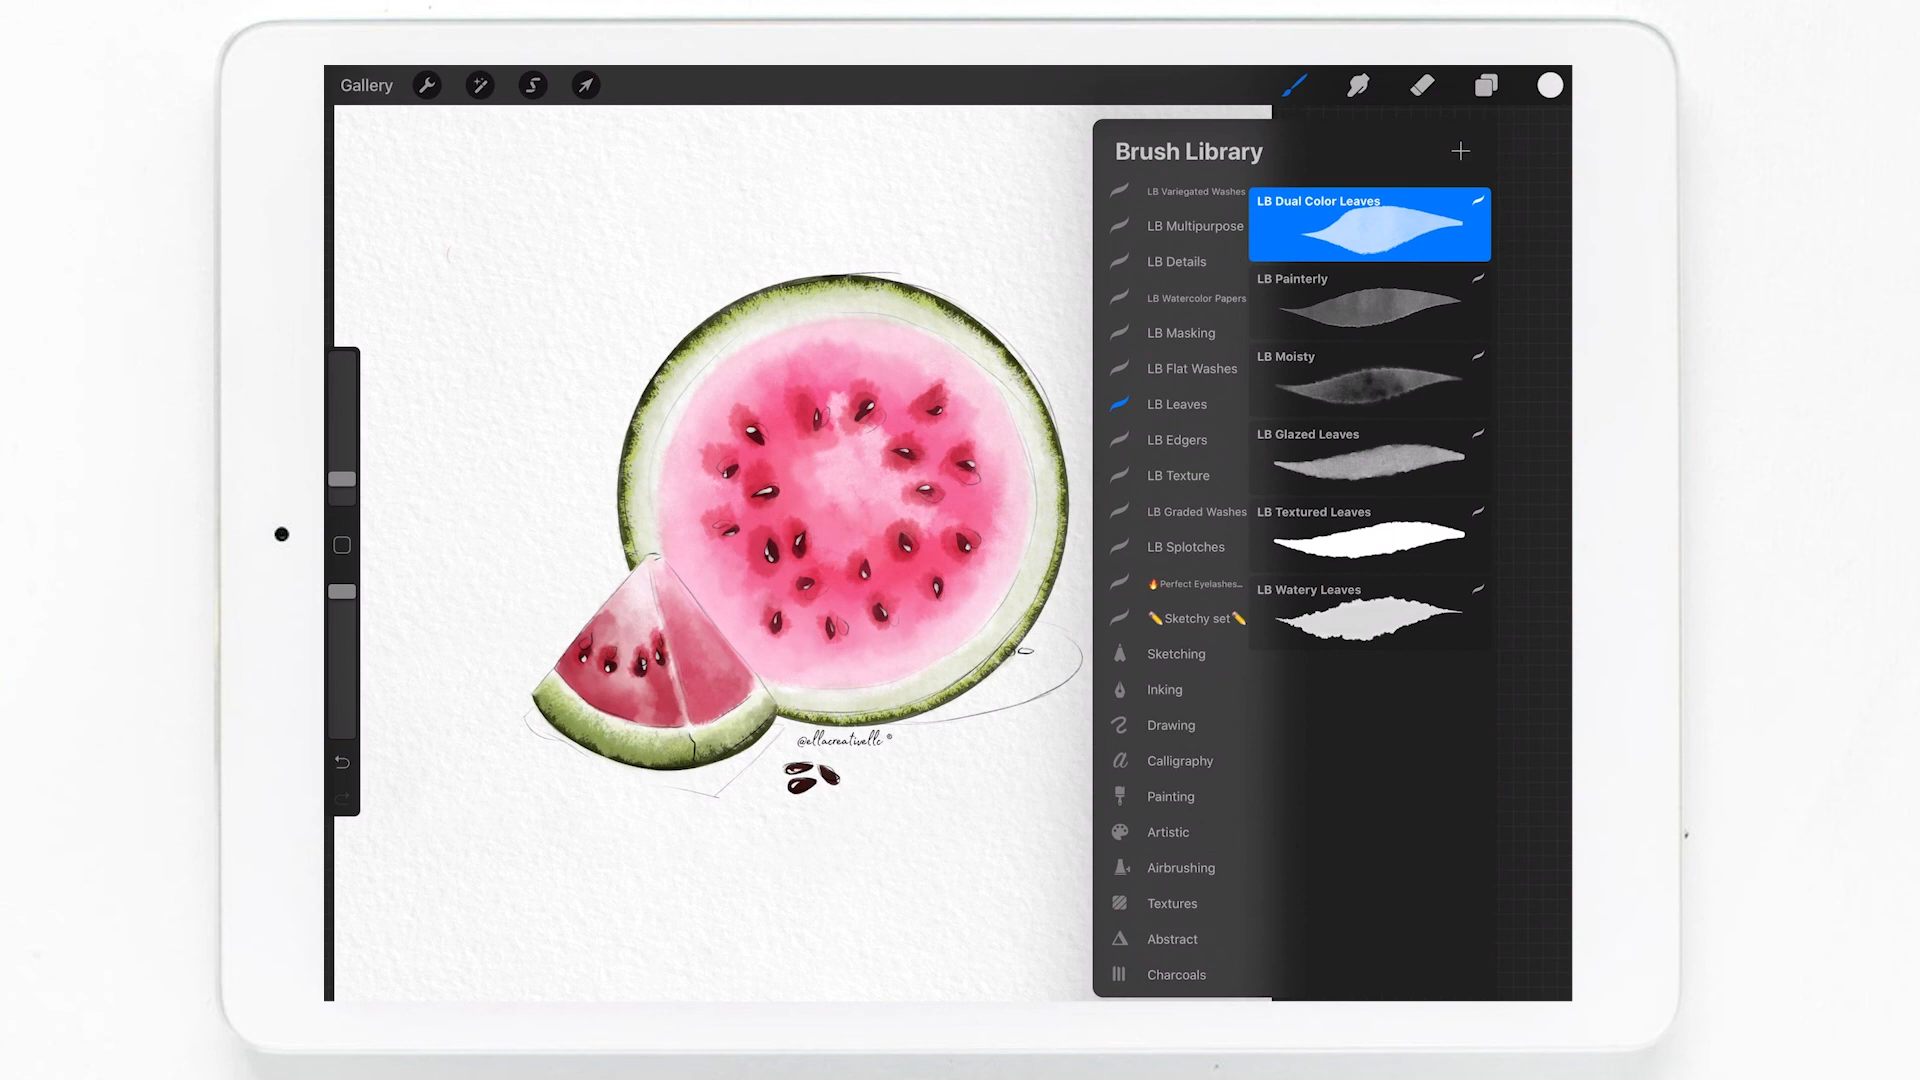 Gallery
Brush Library
LB Variegated Washes
LB Multipurpose
LB Details
LB Watercolor Papers
LB Masking
LB Flat Washes
LB Leaves
LB Edgers
LB Texture
LB Graded Washes
LB Splotches
🔥Perfect Eyelashes...
✏️Sketchy set✏️
Sketching
Inking
Drawing
Calligraphy
Painting
Artistic
Airbrushing
Textures
Abstract
Charcoals
LB Dual Color Leaves
LB Painterly
LB Moisty
LB Glazed Leaves
LB Textured Leaves
LB Watery Leaves
@ellacreativellc ©